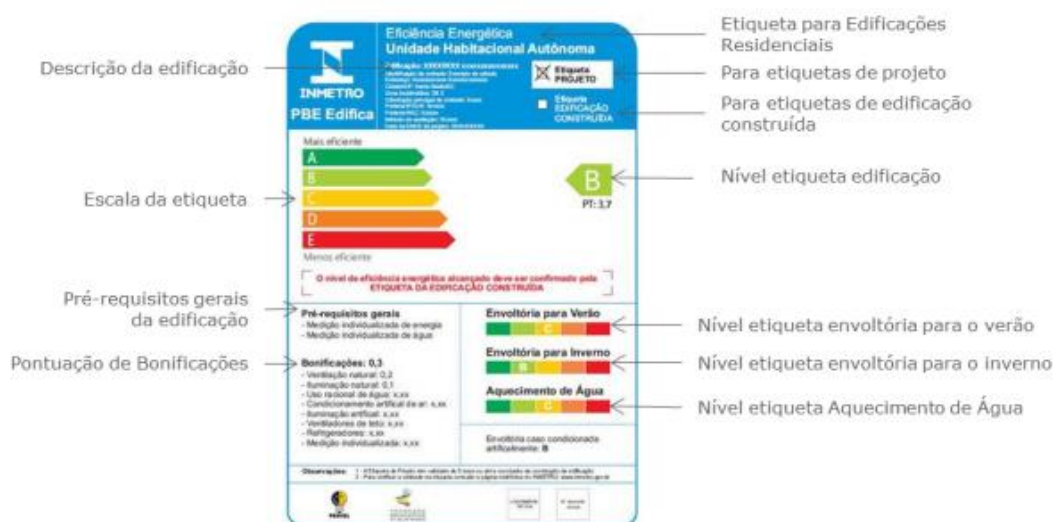 Etiqueta para Edificações
Residenciais
Para etiquetas de projeto
Para etiquetas de edificação
construída
Nível etiqueta edificação
Nível etiqueta envoltória para o verão
Nível etiqueta envoltória para o inverno
Nível etiqueta Aquecimento de Água
Descrição da edificação
Escala da etiqueta
Pré-requisitos gerais
da edificação
Pontuação de Bonificações
INMETRO
PBE Edifica
Eficiência Energética
Unidade Habitacional Autônoma
Etiqueta
PROJETO
Etiqueta
EDIFICAÇÃO
CONSTRUÍDA
Mais eficiente
A
B
C
D
E
Menos eficiente
B
PT: 3,7
O nível de eficiência energética alcançado deve ser confirmado pela
ETIQUETA DA EDIFICAÇÃO CONSTRUÍDA
Pré-requisitos gerais
- Medição individualizada de energia
- Medição individualizada de água
Bonificações: 0,3
- Ventilação natural: 0,2
- Iluminação natural: 0,1
- Uso racional de água: x,xx
- Condicionamento artificial de ar: x,xx
- Iluminação artificial: x,xx
- Ventiladores de teto: x,xx
- Refrigeradores: x,xx
- Medição individualizada: x,xx
Envoltória para Verão
C
Envoltória para Inverno
B
Aquecimento de Água
C
Envoltória caso condicionada
artificialmente: B
Observações: